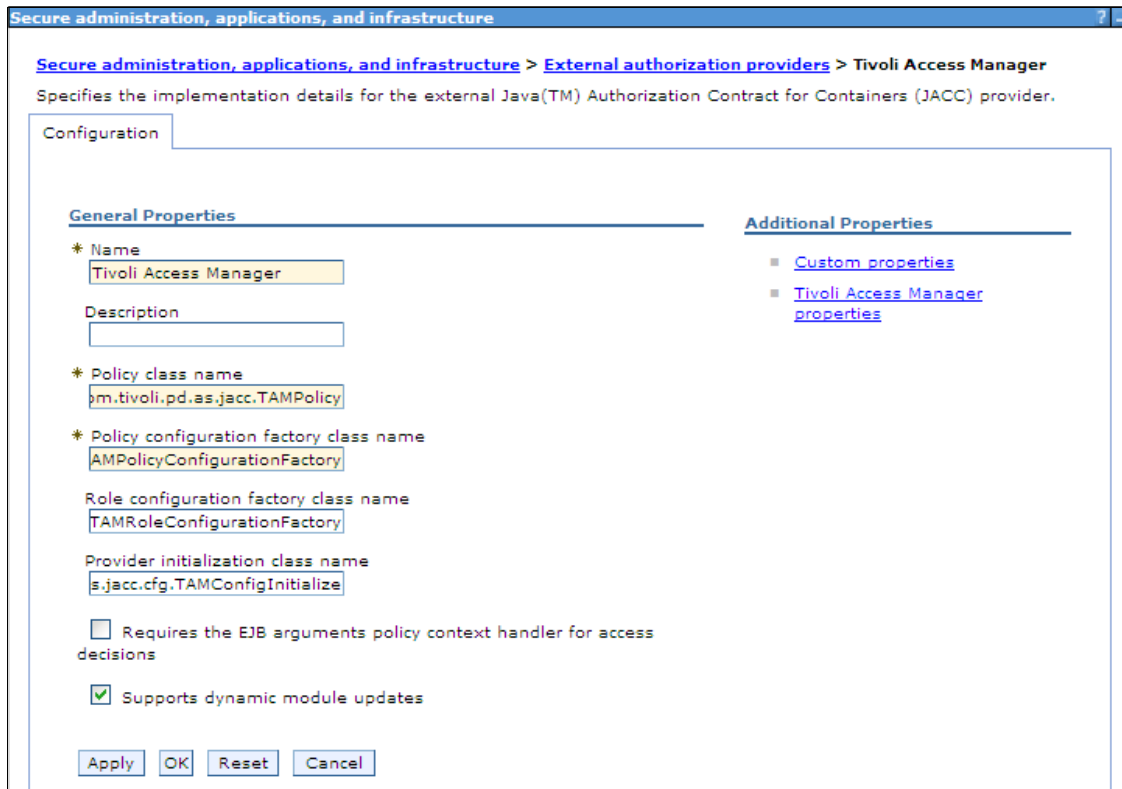 Secure administration, applications, and infrastructure ? -
Secure administration, applications, and infrastructure > External authorization providers > Tivoli Access Manager
Specifies the implementation details for the external Java(TM) Authorization Contract for Containers (JACC) provider.
Configuration
General Properties
* Name
Tivoli Access Manager
Description
* Policy class name
om.tivoli.pd.as.jacc.TAMPolicy
* Policy configuration factory class name
AMPolicyConfigurationFactory
Role configuration factory class name
TAMRoleConfigurationFactory
Provider initialization class name
s.jacc.cfg.TAMConfigInitialize
Requires the EJB arguments policy context handler for access
decisions
Supports dynamic module updates
Apply OK Reset Cancel
Additional Properties
Custom properties
Tivoli Access Manager
properties